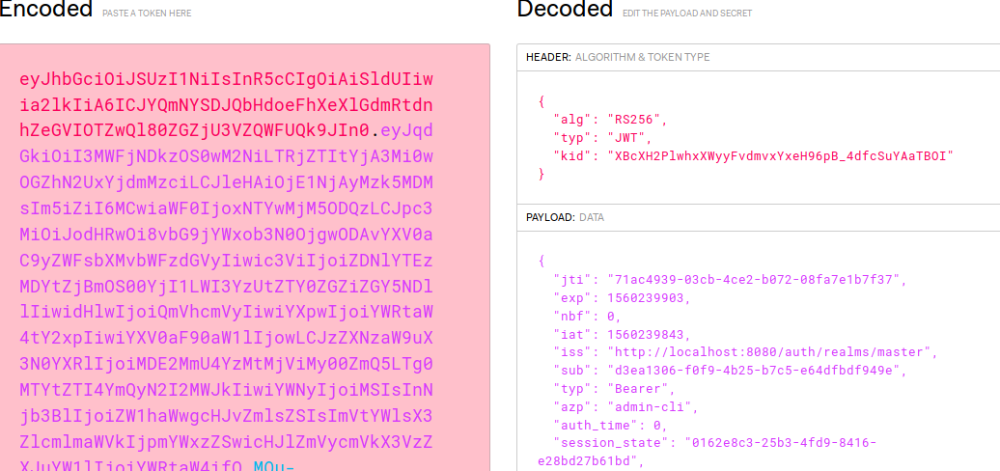 Encoded PASTE A TOKEN HERE
eyJhbGciOiJSUzI1NiIsInR5cCIgOiAiSldUIiw
ia2lkIiA6ICJYQmNYSDJQbHdoeFhXeXlGdmRtdn
hZeGVIOTZwQl80ZGZjU3VZQWFUQk9JIn0.eyJqd
GkiOiI3MWFjNDkzOS0wM2NiLTRjZTItYjA3Mi0w
OGZhN2UxYjdmMzciLCJleHAiOjE1NjAyMzk5MDM
sIm5iZiI6MCwiaWF0IjoxNTYwMjM5ODQzLCJpc3
MiOiJodHRwOi8vbG9jYWxob3N0OjgwODAvYXV0a
C9yZWFsbXMvbWFzdGVyIiwic3ViIjoiZDNlYTEz
MDYtZjBmOS00YjI1LWI3YzUtZTY0ZGZiZGY5NDl
lIiwidHlwIjoiQmVhcmVyIiwiYXpwIjoiYWRtaW
4tY2xpIiwiYXV0aF90aW1lIjowLCJzZXNzaW9uX
3N0YXRlIjoiMDE2MmU4YzMtMjViMy00ZmQ5LTg0
MTYtZTI4YmQyN2I2MWJkIiwiYWNyIjoiMSIsInN
jb3BlIjoiZW1haWwgcHJvZmlsZSIsImVtYWlsX3
ZlcmlmaWVkIjpmYWxzZSwicHJlZmVycmVkX3VzZ
XJuYW1lIjoiYWRtaW4ifQ.MOu-
Decoded EDIT THE PAYLOAD AND SECRET
HEADER: ALGORITHM & TOKEN TYPE
{
"alg": "RS256",
"typ": "JWT",
"kid": "XBcXH2PlwhxXWyyFvdmvxYxeH96pB_4dfcSuYAaTBOI"
}
PAYLOAD: DATA
{
"jti": "71ac4939-03cb-4ce2-b072-08fa7e1b7f37",
"exp": 1560239903,
"nbf": 0,
"iat": 1560239843,
"iss": "http://localhost:8080/auth/realms/master",
"sub": "d3ea1306-f0f9-4b25-b7c5-e64dfbdf949e",
"typ": "Bearer",
"azp": "admin-cli",
"auth_time": 0,
"session_state": "0162e8c3-25b3-4fd9-8416-
e28bd27b61bd",